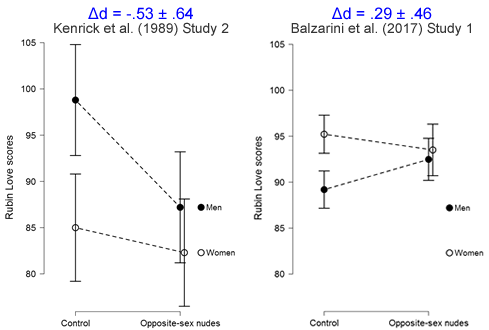 Δd = -.53 ± .64
Kenrick et al. (1989) Study 2
105
100
95
90
85
80
Rubin Love scores
Men
Women
Control
Opposite-sex nudes
Δd = .29 ± .46
Balzarini et al. (2017) Study 1
105
100
95
90
85
80
Rubin Love scores
Men
Women
Control
Opposite-sex nudes